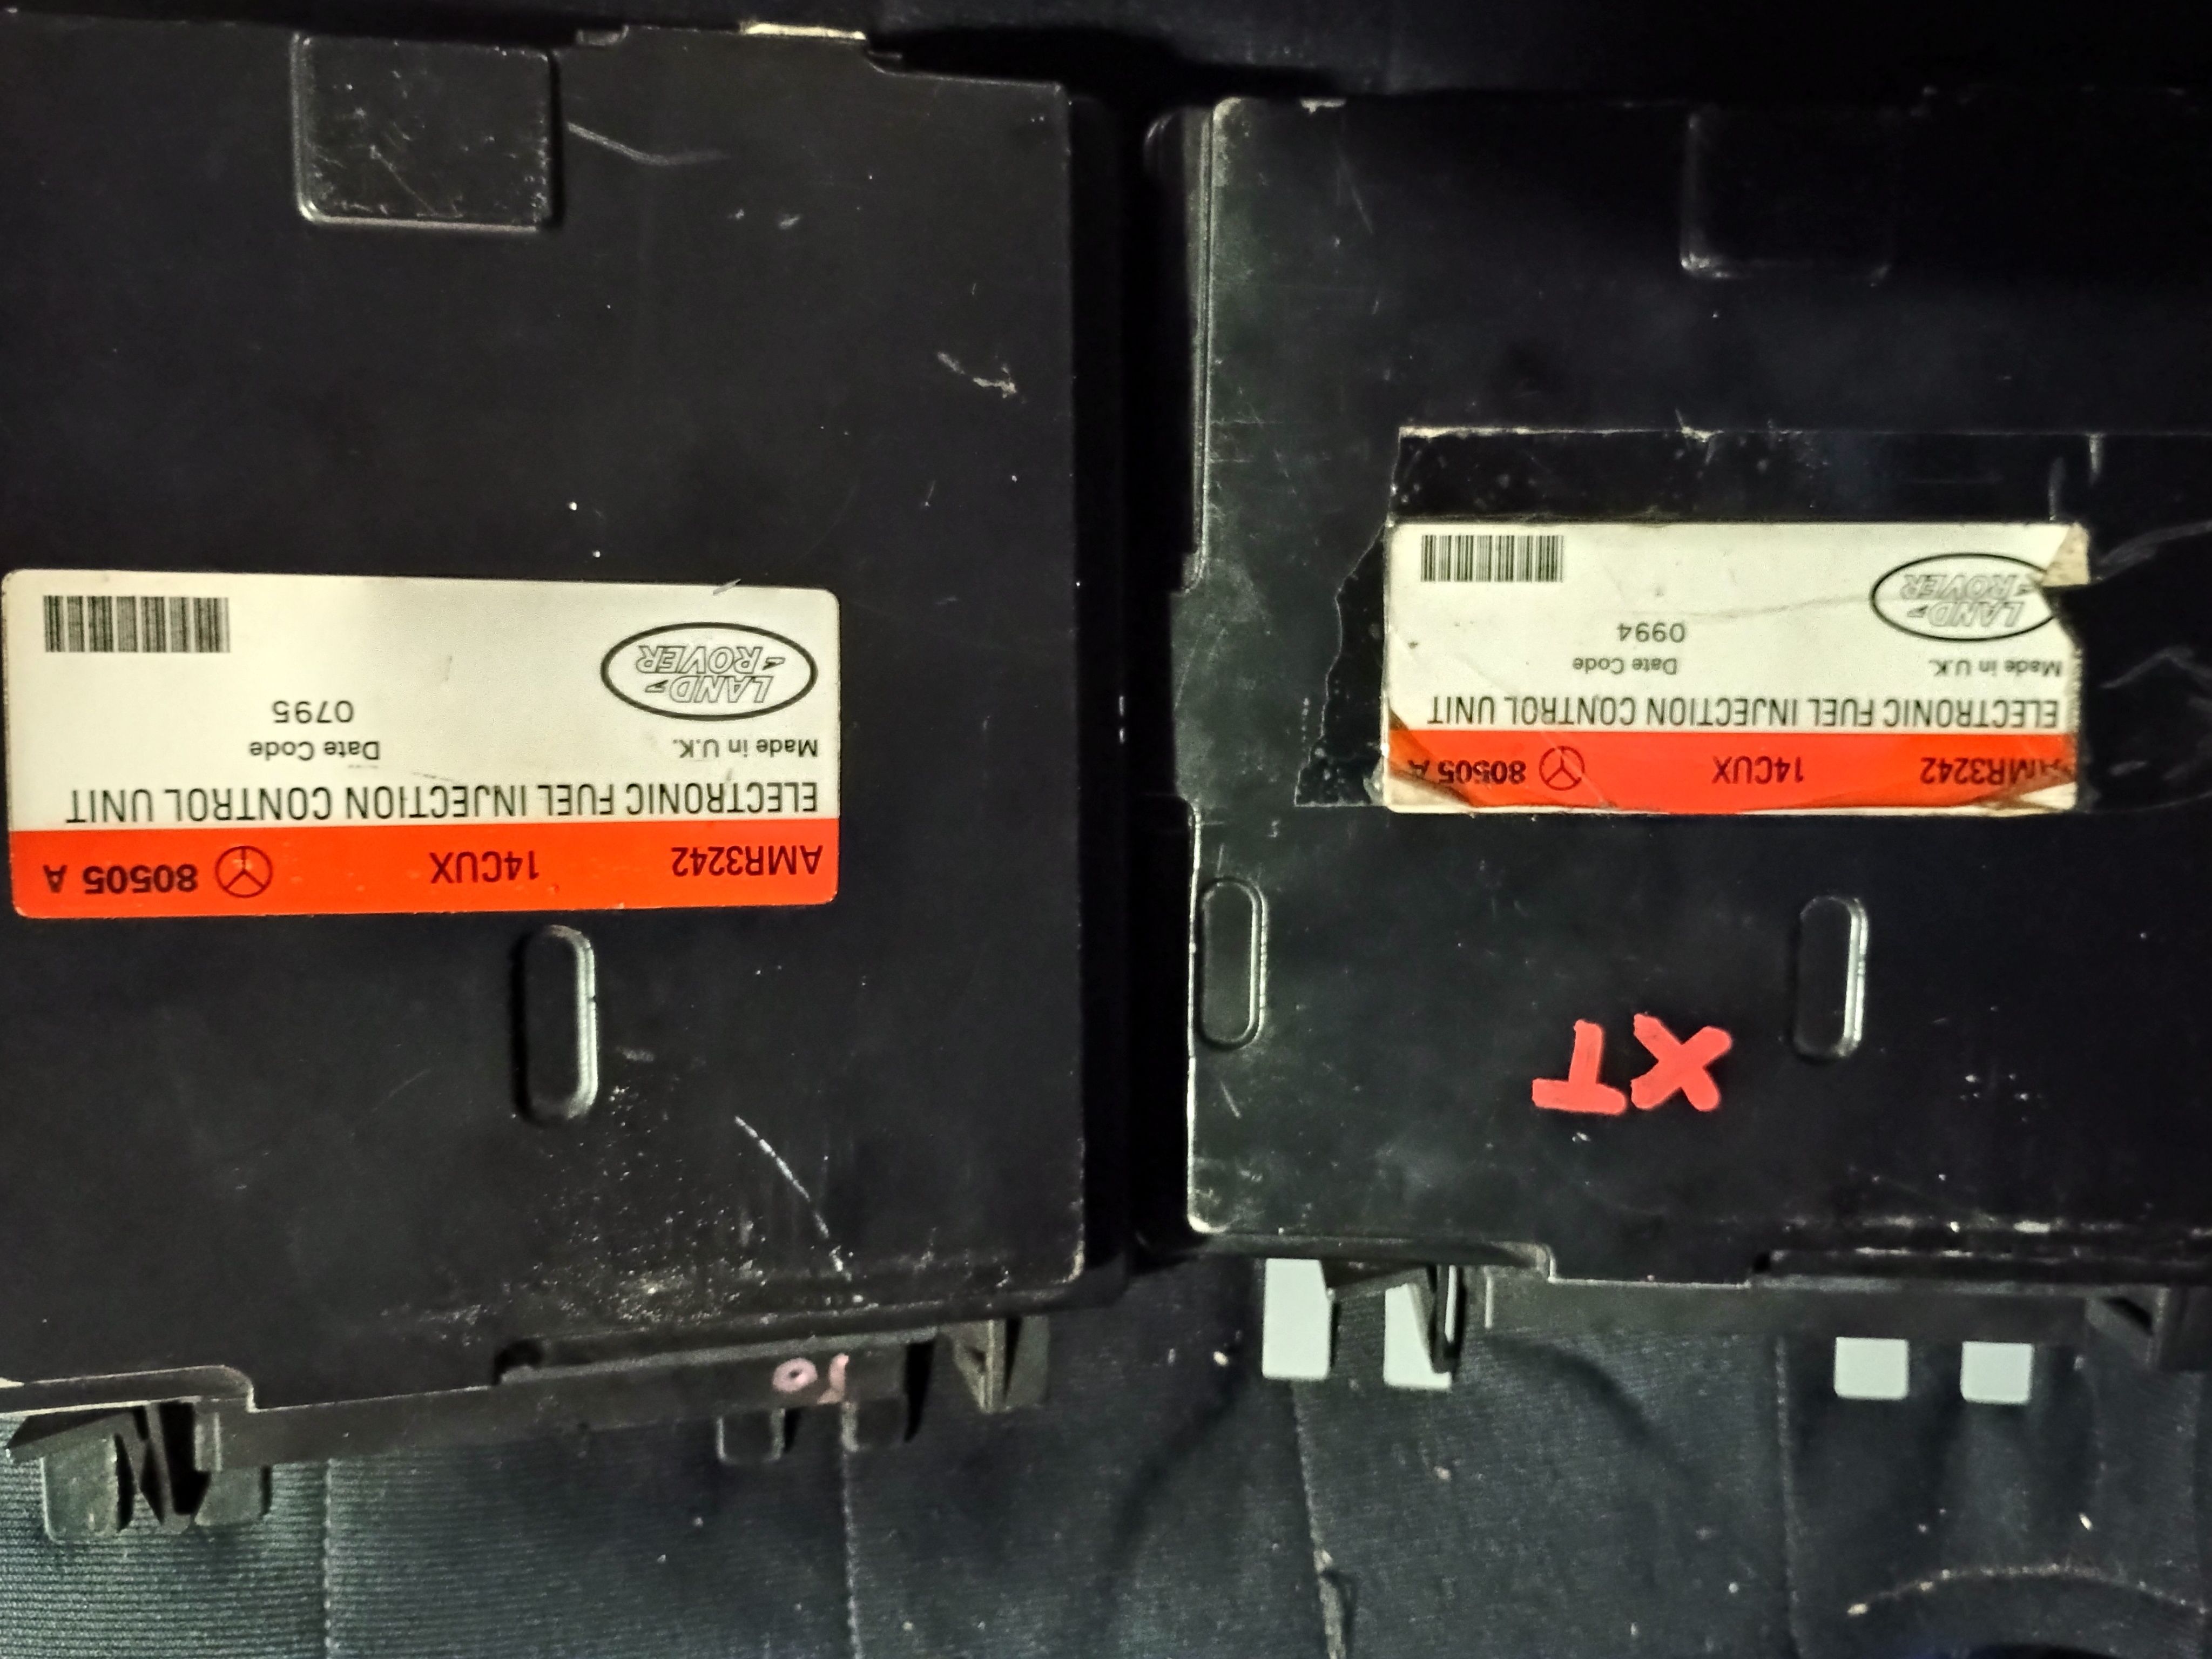 AMR3242 14CUX 80505 A
ELECTRONIC FUEL INJECTION CONTROL UNIT
Made in U.K. Date Code
0795
LAND
ROVER
XT
AMR3242 14CUX 80505 A
ELECTRONIC FUEL INJECTION CONTROL UNIT
Made in U.K. Date Code
0994
LAND
ROVER